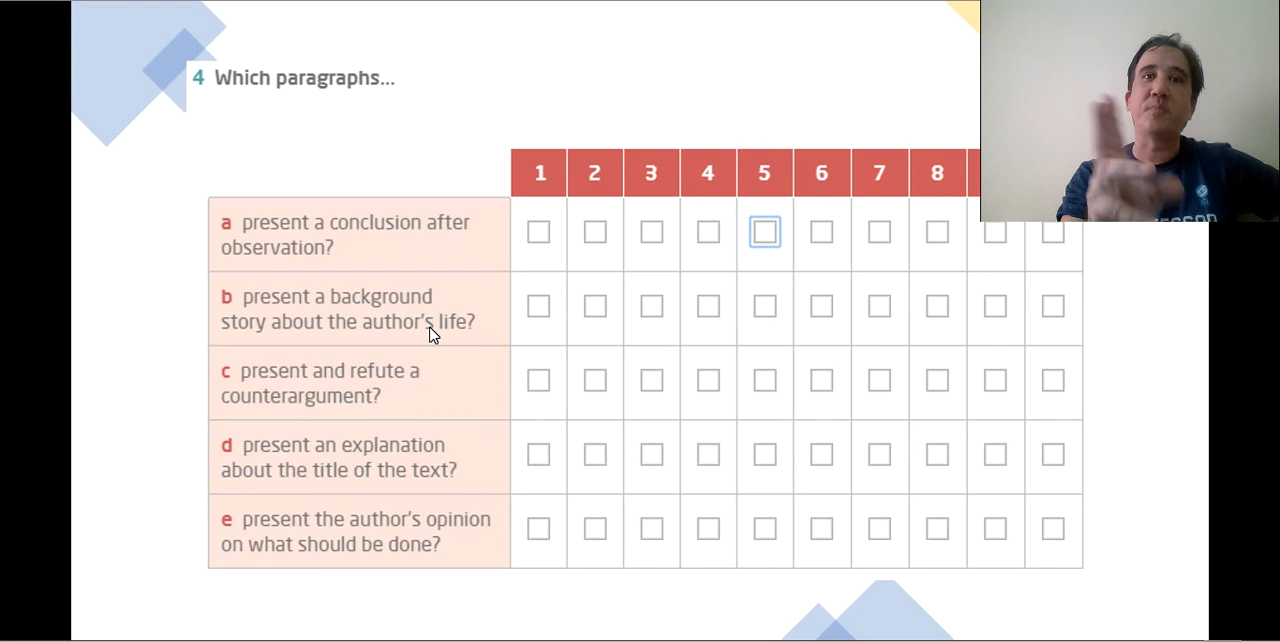 4 Which paragraphs...
1 2 3 4 5 6 7 8
a present a conclusion after
observation?
b present a background
story about the author's life?
c present and refute a
counterargument?
d present an explanation
about the title of the text?
e present the author's opinion
on what should be done?